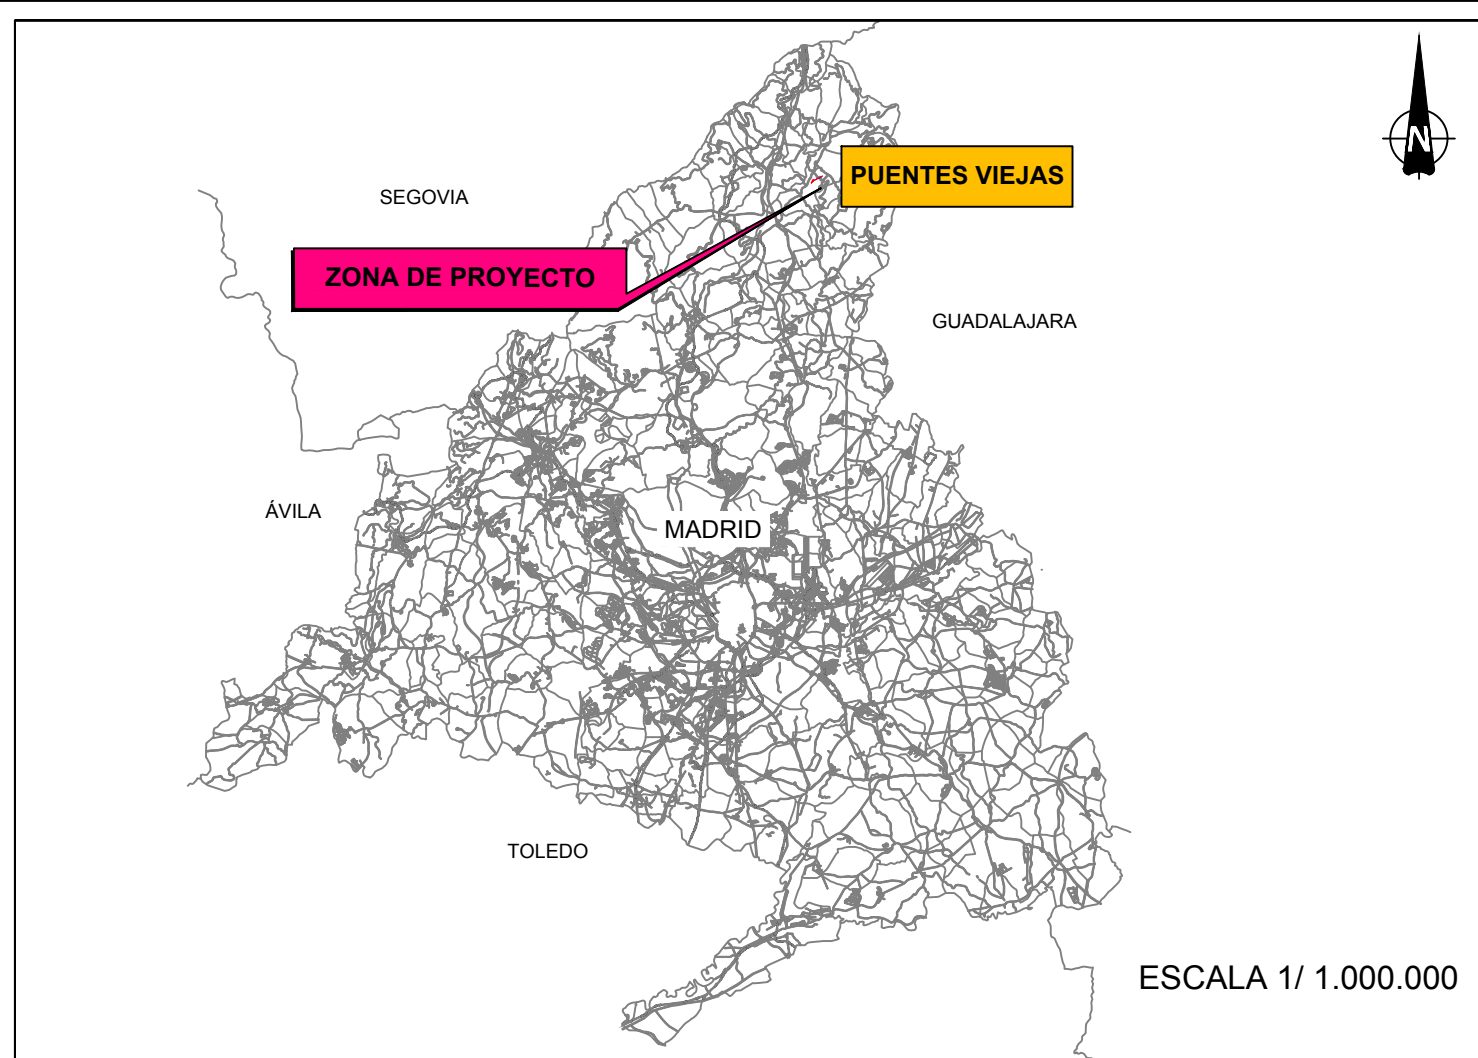 N
PUENTES VIEJAS
SEGOVIA
ZONA DE PROYECTO
GUADALAJARA
ÁVILA
MADRID
TOLEDO
ESCALA 1/ 1.000.000